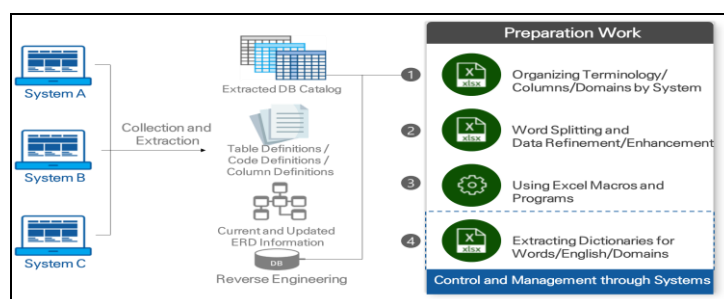 System A
System B
System C
Collection and
Extraction
Extracted DB Catalog
Table Definitions /
Code Definitions /
Column Definitions
Current and Updated
ERD Information
DB
Reverse Engineering
Preparation Work
1
X
xlsx
Organizing Terminology/
Columns/Domains by System
2
X
xlsx
Word Splitting and
Data Refinement/Enhancement
3
Using Excel Macros and
Programs
4
X
xlsx
Extracting Dictionaries for
Words/English/Domains
Control and Management through Systems